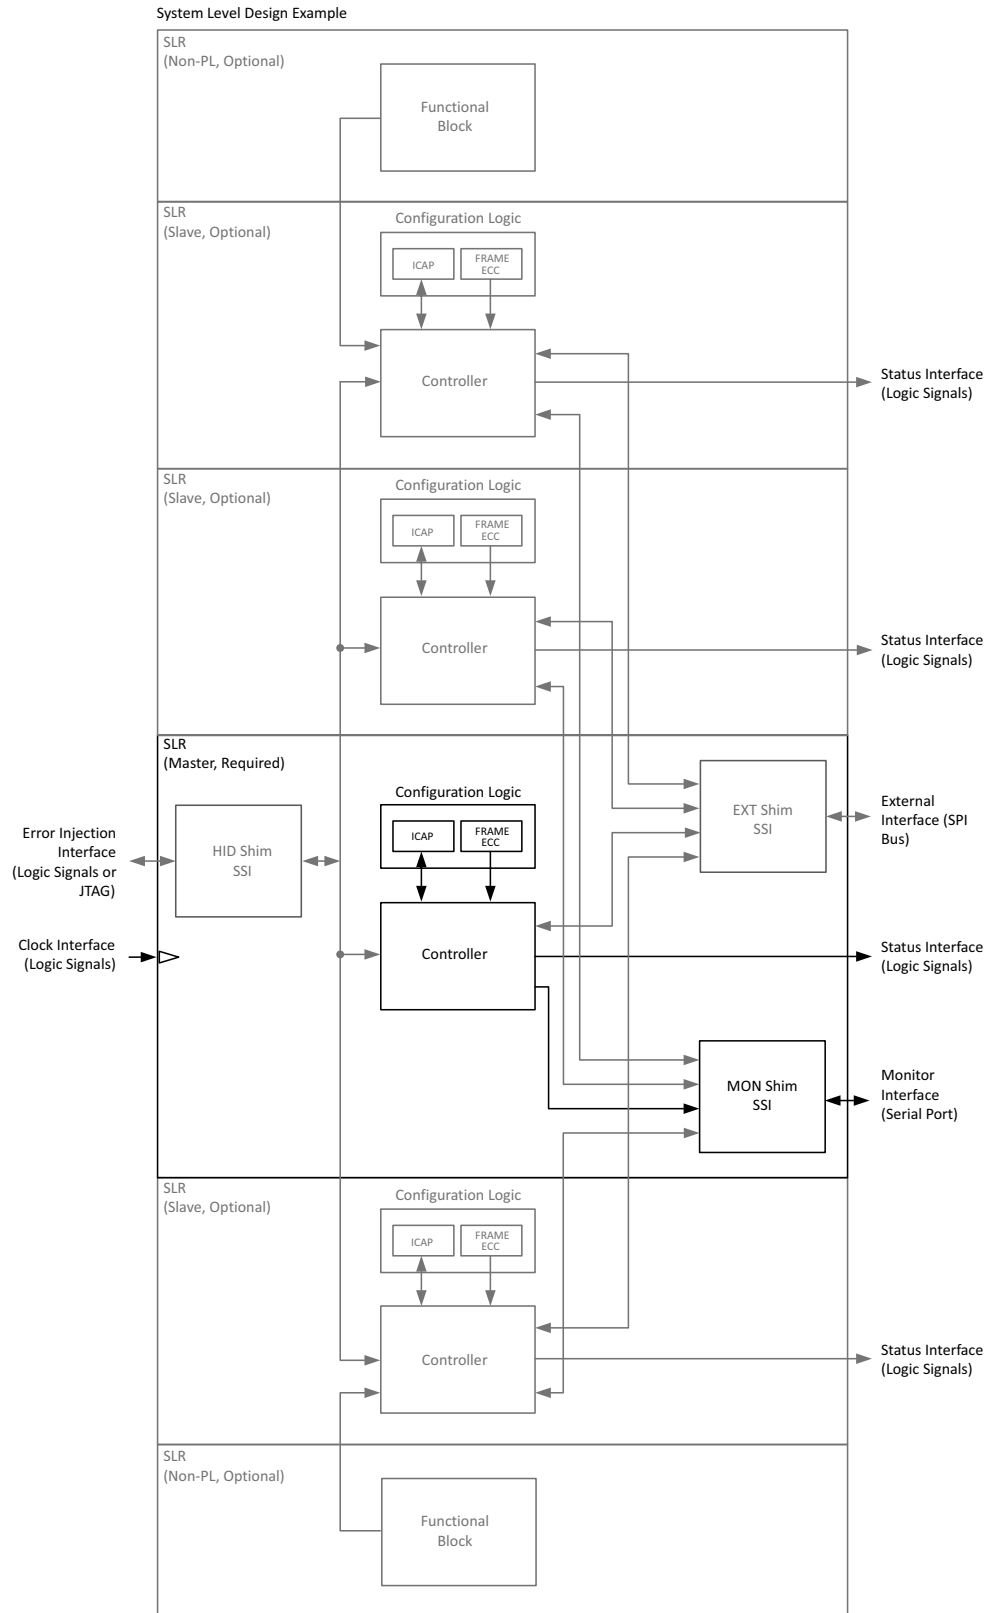 System Level Design Example
SLR
(Non-PL, Optional)
Functional
Block
SLR
(Slave, Optional)
Configuration Logic
ICAP
FRAME
ECC
Controller
Status Interface
(Logic Signals)
SLR
(Slave, Optional)
Configuration Logic
ICAP
FRAME
ECC
Controller
Status Interface
(Logic Signals)
SLR
(Master, Required)
Configuration Logic
ICAP
FRAME
ECC
EXT Shim
SSI
External
Interface (SPI
Bus)
Error Injection
Interface
(Logic Signals or
JTAG)
HID Shim
SSI
Clock Interface
(Logic Signals)
Controller
Status Interface
(Logic Signals)
MON Shim
SSI
Monitor
Interface
(Serial Port)
SLR
(Slave, Optional)
Configuration Logic
ICAP
FRAME
ECC
Controller
Status Interface
(Logic Signals)
SLR
(Non-PL, Optional)
Functional
Block